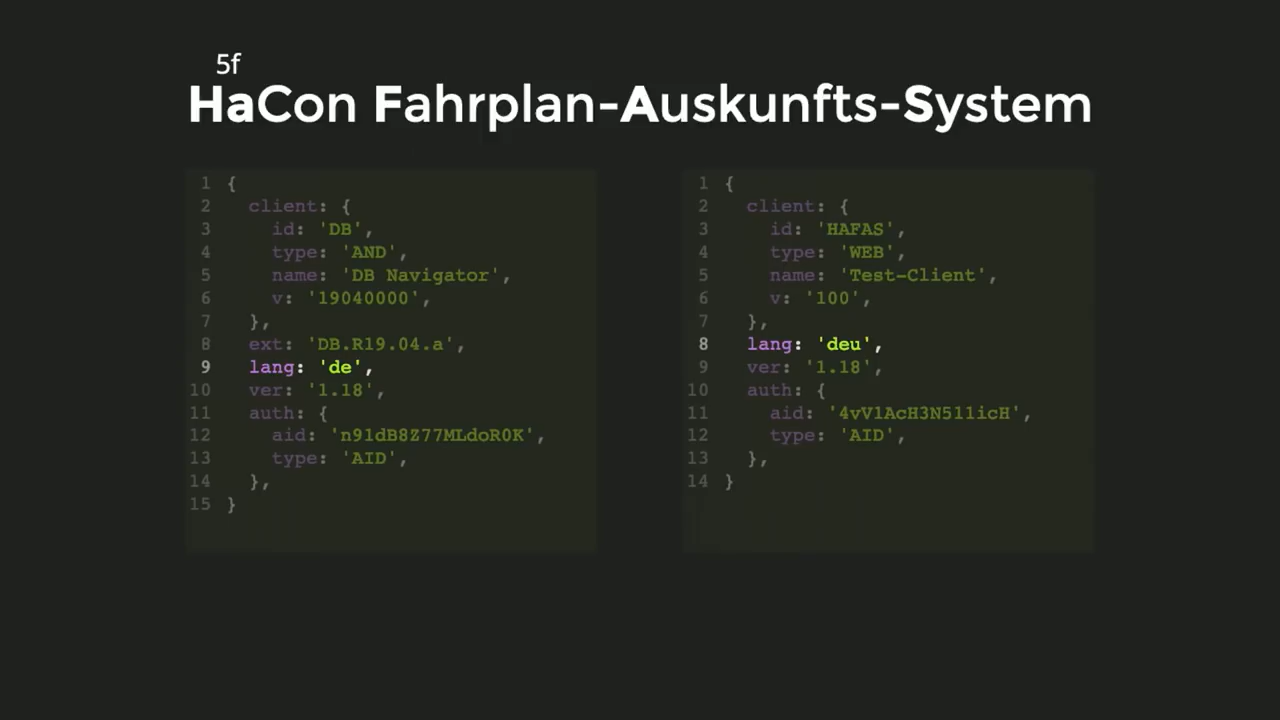 5f
HaCon Fahrplan-Auskunfts-System
1 {
2   client: {
3     id: 'DB',
4     type: 'AND',
5     name: 'DB Navigator',
6     v: '19040000',
7   },
8   ext: 'DB.R19.04.a',
9   lang: 'de',
10   ver: '1.18',
11   auth: {
12     aid: 'n91dB8Z77MLdoR0K',
13     type: 'AID',
14   },
15 }
1 {
2   client: {
3     id: 'HAFAS',
4     type: 'WEB',
5     name: 'Test-Client',
6     v: '100',
7   },
8   lang: 'deu',
9   ver: '1.18',
10   auth: {
11     aid: '4vV1AcH3N511icH',
12     type: 'AID',
13   },
14 }